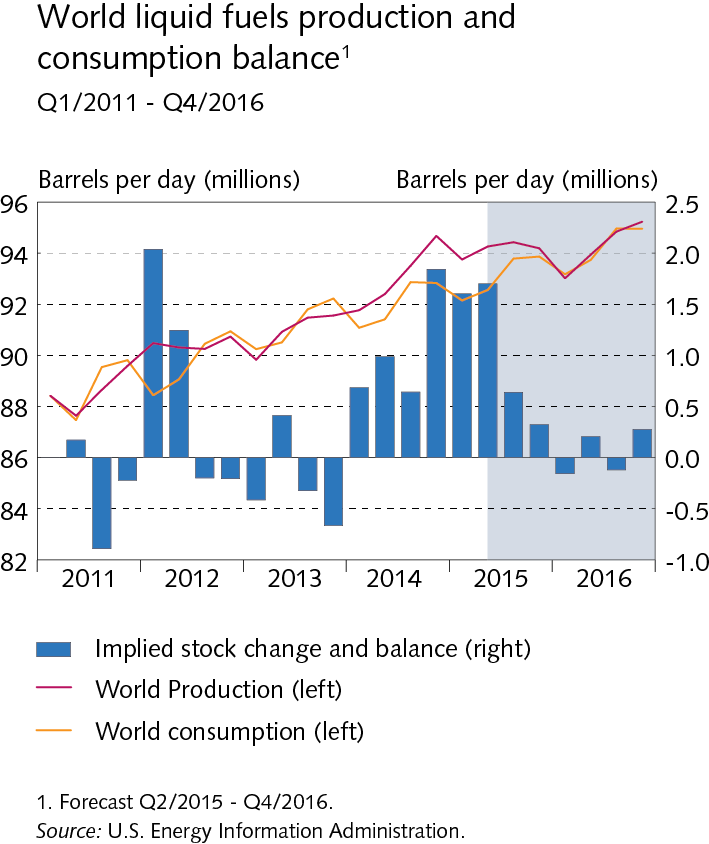 World liquid fuels production and
consumption balance¹
Q1/2011 - Q4/2016
Barrels per day (millions) Barrels per day (millions)
96 2.5
94 2.0
92 1.5
90 1.0
88 0.5
86 0.0
84 -0.5
82 -1.0
2011 2012 2013 2014 2015 2016
Implied stock change and balance (right)
World Production (left)
World consumption (left)
1. Forecast Q2/2015 - Q4/2016.
Source: U.S. Energy Information Administration.